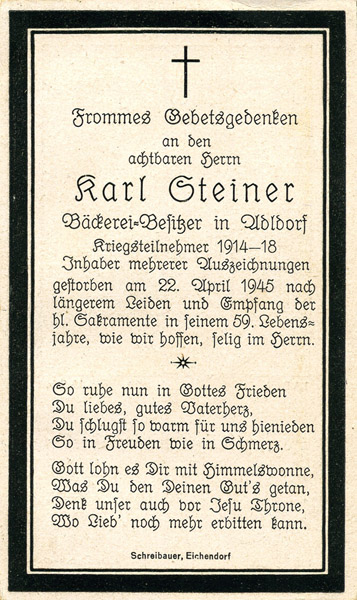 Frommes Gebetsgedenken
an den
achtbaren Herrn
Karl Steiner
Bäckerei=Besitzer in Adldorf
Kriegsteilnehmer 1914–18
Inhaber mehrerer Auszeichnungen
gestorben am 22. April 1945 nach
längerem Leiden und Empfang der
hl. Sakramente in seinem 59. Lebens=
jahre, wie wir hoffen, selig im Herrn.
So ruhe nun in Gottes Frieden
Du liebes, gutes Vaterherz,
Du schlugst so warm für uns hienieden
So in Freuden wie in Schmerz.
Gott lohn es Dir mit Himmelswonne,
Was Du den Deinen Gut's getan,
Denk unser auch vor Jesu Throne,
Wo Lieb' noch mehr erbitten kann.
Schreibauer, Eichendorf